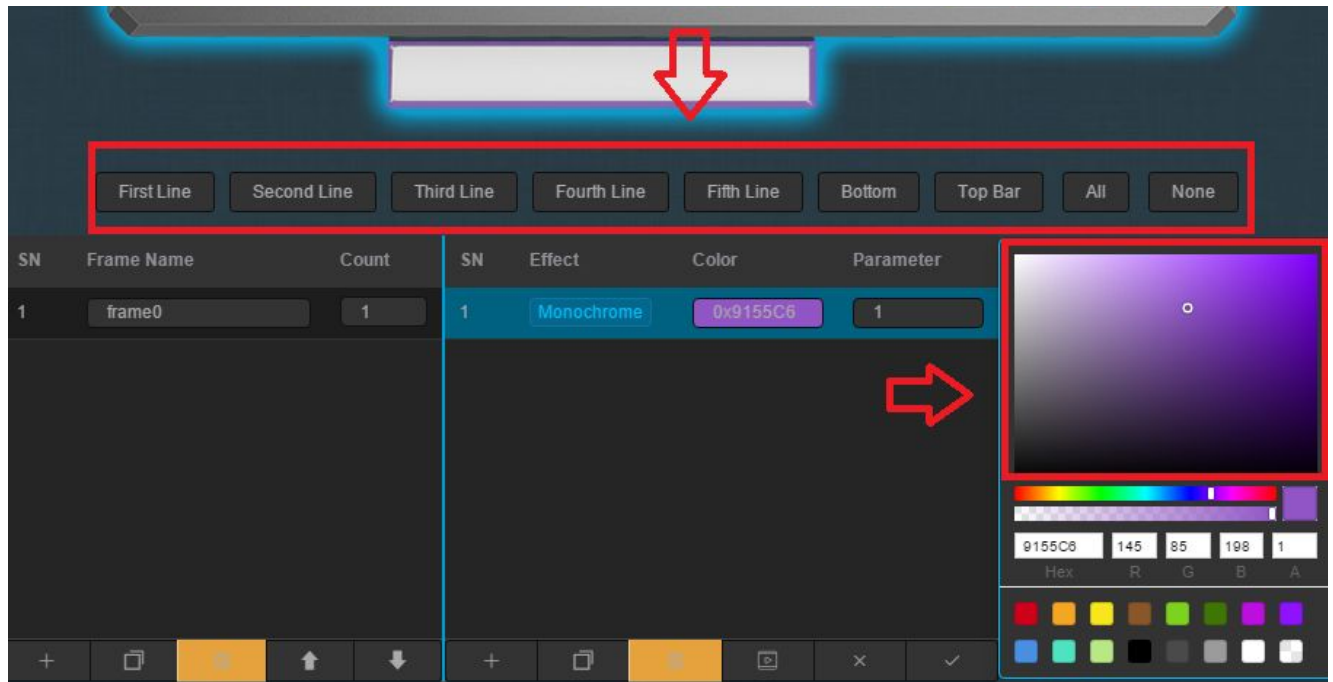 First Line Second Line Third Line Fourth Line Fifth Line Bottom Top Bar All None
SN Frame Name Count SN Effect Color Parameter
1 frame0 1 1 Monochrome 0x9155C6 1
9155C6 145 85 198 1
Hex R G B A